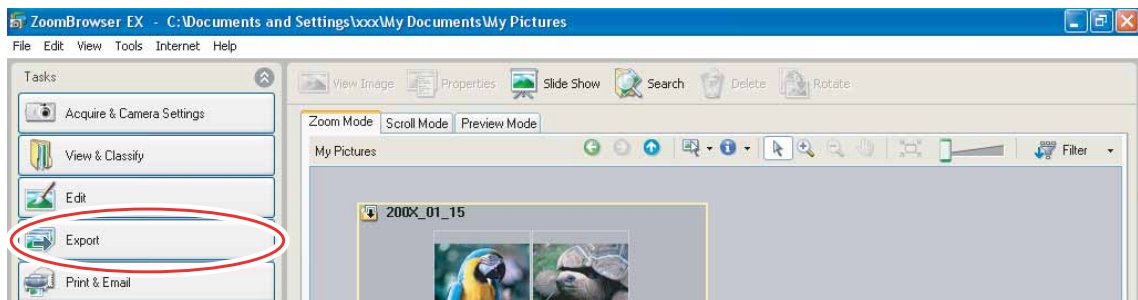 ZoomBrowser EX - C:\Documents and Settings\xxx\My Documents\My Pictures
File Edit View Tools Internet Help
Tasks
View Image Properties Slide Show Search Delete Rotate
Acquire & Camera Settings
Zoom Mode Scroll Mode Preview Mode
View & Classify
My Pictures Filter
Edit
200X_01_15
Export
Print & Email